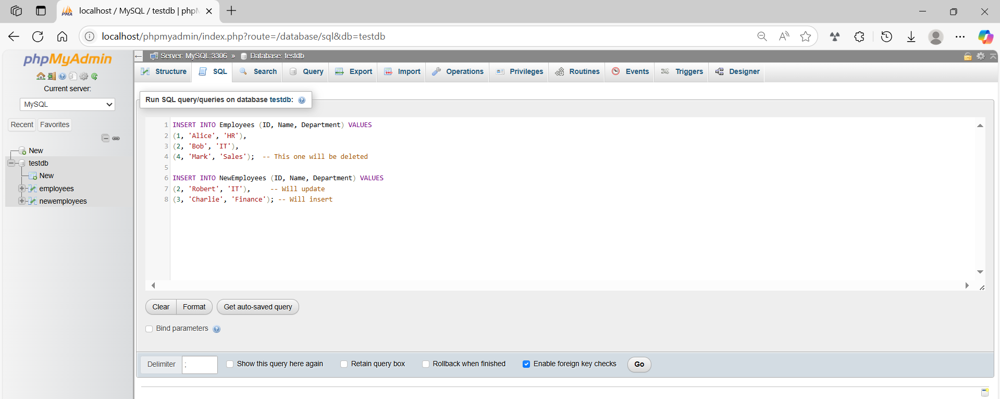 localhost / MySQL / testdb | php
localhost/phpmyadmin/index.php?route=/database/sql&db=testdb
phpMyAdmin
Current server:
MySQL
Recent Favorites
New
testdb
New
employees
newemployees
Server: MySQL:3306 » Database: testdb
Structure SQL Search Query Export Import Operations Privileges Routines Events Triggers Designer
Run SQL query/queries on database testdb:
1 INSERT INTO Employees (ID, Name, Department) VALUES
2 (1, 'Alice', 'HR'),
3 (2, 'Bob', 'IT'),
4 (4, 'Mark', 'Sales');  -- This one will be deleted
5
6 INSERT INTO NewEmployees (ID, Name, Department) VALUES
7 (2, 'Robert', 'IT'),     -- Will update
8 (3, 'Charlie', 'Finance'); -- Will insert
Clear Format Get auto-saved query
Bind parameters
Delimiter ; Show this query here again Retain query box Rollback when finished Enable foreign key checks Go